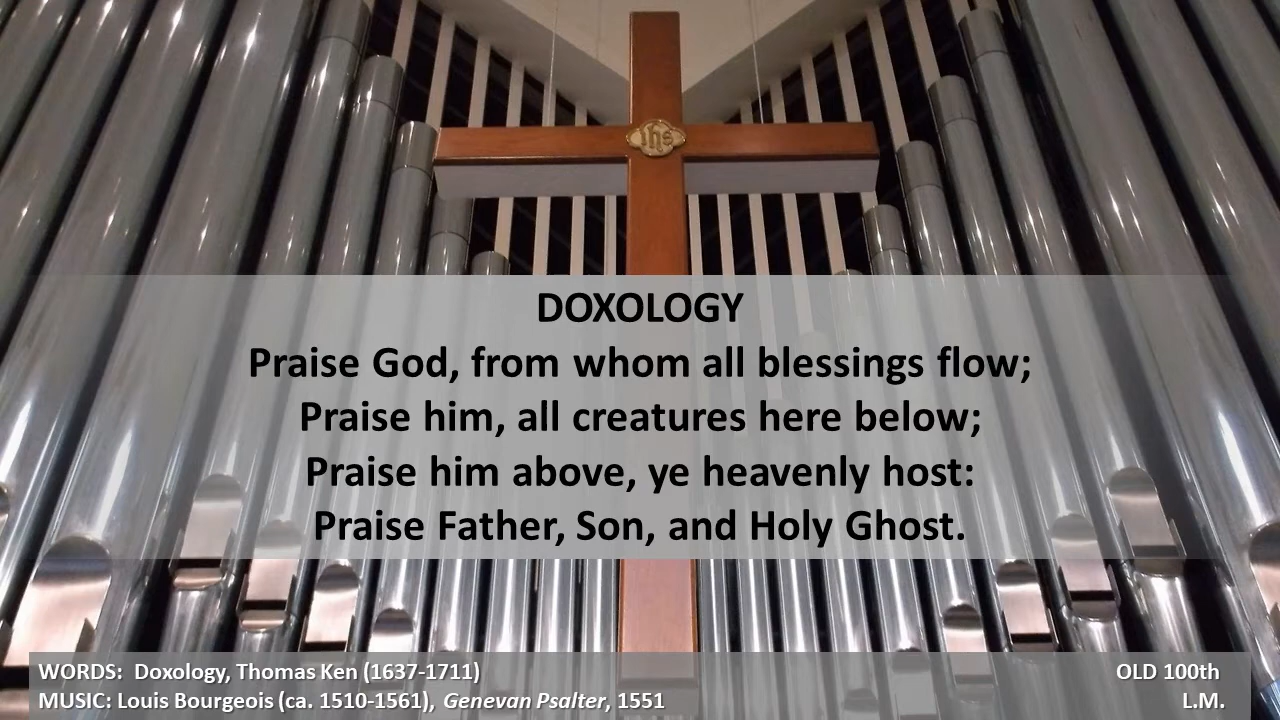 ihs
DOXOLOGY
Praise God, from whom all blessings flow;
Praise him, all creatures here below;
Praise him above, ye heavenly host:
Praise Father, Son, and Holy Ghost.
WORDS: Doxology, Thomas Ken (1637-1711)
OLD 100th
MUSIC: Louis Bourgeois (ca. 1510-1561), Genevan Psalter, 1551
L.M.